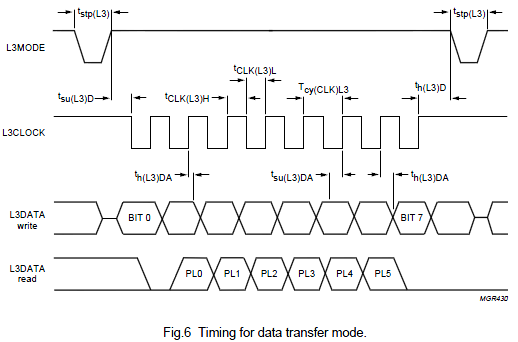 tstp(L3) tstp(L3)
L3MODE
tCLK(L3)L
tsu(L3)D tCLK(L3)H Tcy(CLK)L3 th(L3)D
L3CLOCK
th(L3)DA tsu(L3)DA th(L3)DA
L3DATA
write
BIT 0 BIT 7
L3DATA
read
PL0 PL1 PL2 PL3 PL4 PL5
MGR430
Fig.6 Timing for data transfer mode.